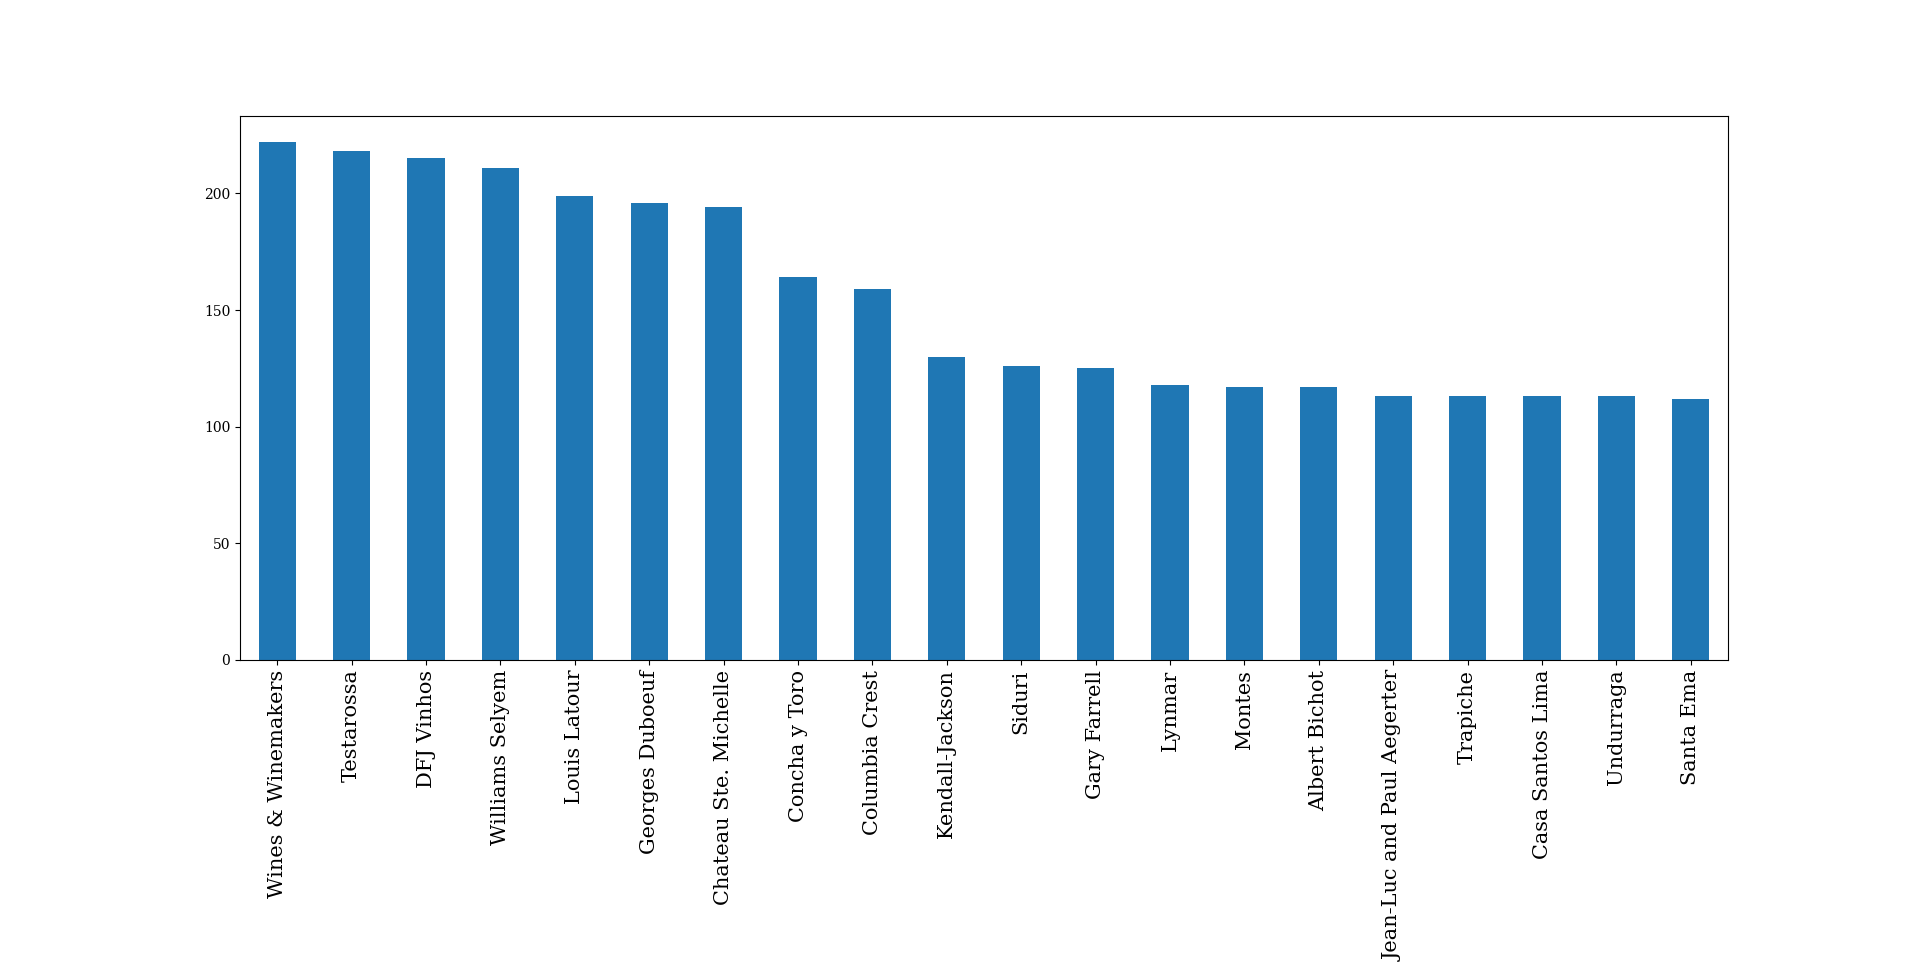 200
150
100
50
0
Wines & Winemakers
Testarossa
DFJ Vinhos
Williams Selyem
Louis Latour
Georges Duboeuf
Chateau Ste. Michelle
Concha y Toro
Columbia Crest
Kendall-Jackson
Siduri
Gary Farrell
Lynmar
Montes
Albert Bichot
Jean-Luc and Paul Aegerter
Trapiche
Casa Santos Lima
Undurraga
Santa Ema